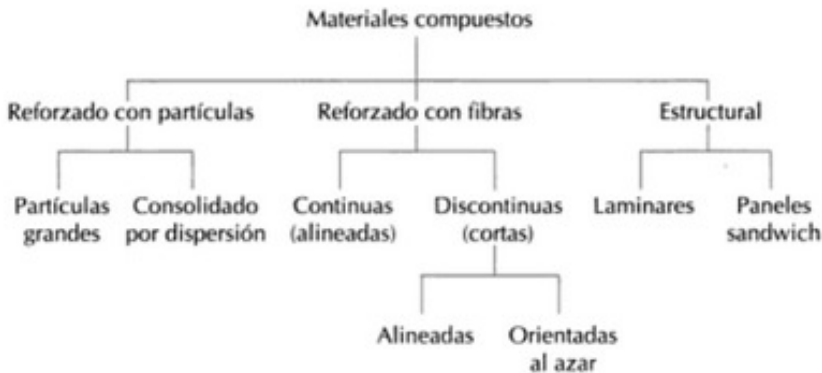 Materiales compuestos
Reforzado con partículas
Reforzado con fibras
Estructural
Partículas
grandes
Consolidado
por dispersión
Continuas
(alineadas)
Discontinuas
(cortas)
Laminares
Paneles
sandwich
Alineadas
Orientadas
al azar